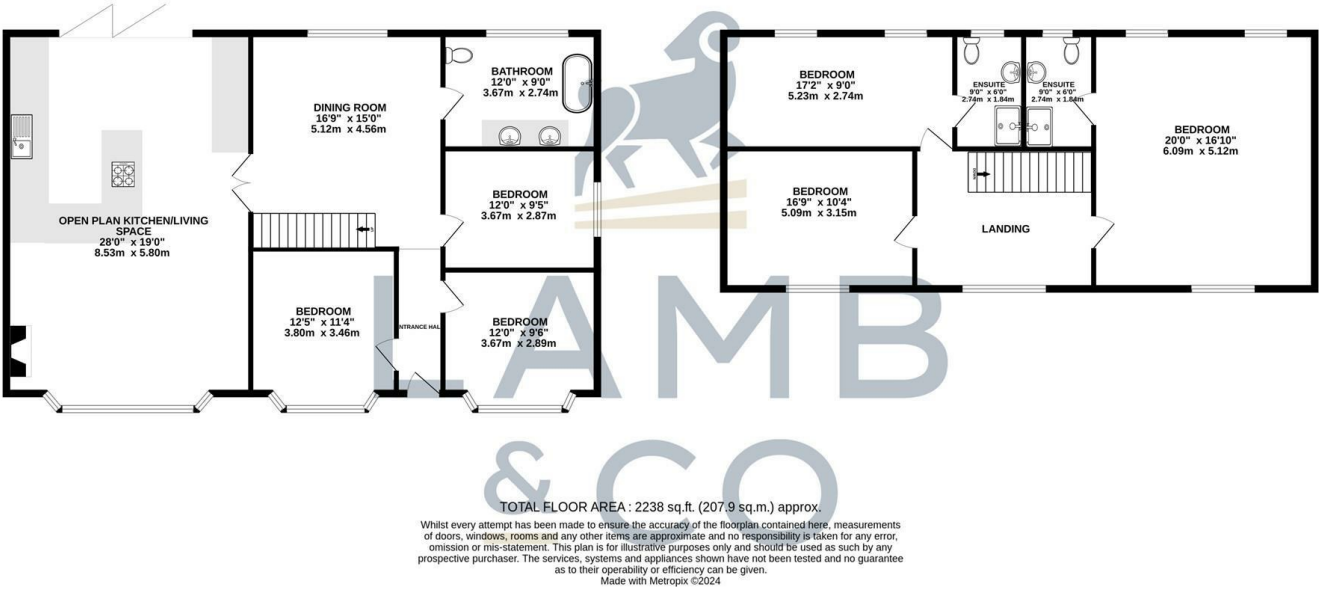 OPEN PLAN KITCHEN/LIVING
SPACE
28'0" x 19'0"
8.53m x 5.80m
DINING ROOM
16'9" x 15'0"
5.12m x 4.56m
BATHROOM
12'0" x 9'0"
3.67m x 2.74m
BEDROOM
12'0" x 9'5"
3.67m x 2.87m
BEDROOM
12'5" x 11'4"
3.80m x 3.46m
NTRANCE HAL
BEDROOM
12'0" x 9'6"
3.67m x 2.89m
BEDROOM
17'2" x 9'0"
5.23m x 2.74m
ENSUITE
9'0" x 6'0"
2.74m x 1.84m
ENSUITE
9'0" x 6'0"
2.74m x 1.84m
BEDROOM
20'0" x 16'10"
6.09m x 5.12m
BEDROOM
16'9" x 10'4"
5.09m x 3.15m
LANDING
LAMB
& CO
TOTAL FLOOR AREA : 2238 sq.ft. (207.9 sq.m.) approx.
Whilst every attempt has been made to ensure the accuracy of the floorplan contained here, measurements
of doors, windows, rooms and any other items are approximate and no responsibility is taken for any error,
omission or mis-statement. This plan is for illustrative purposes only and should be used as such by any
prospective purchaser. The services, systems and appliances shown have not been tested and no guarantee
as to their operability or efficiency can be given.
Made with Metropix ©2024